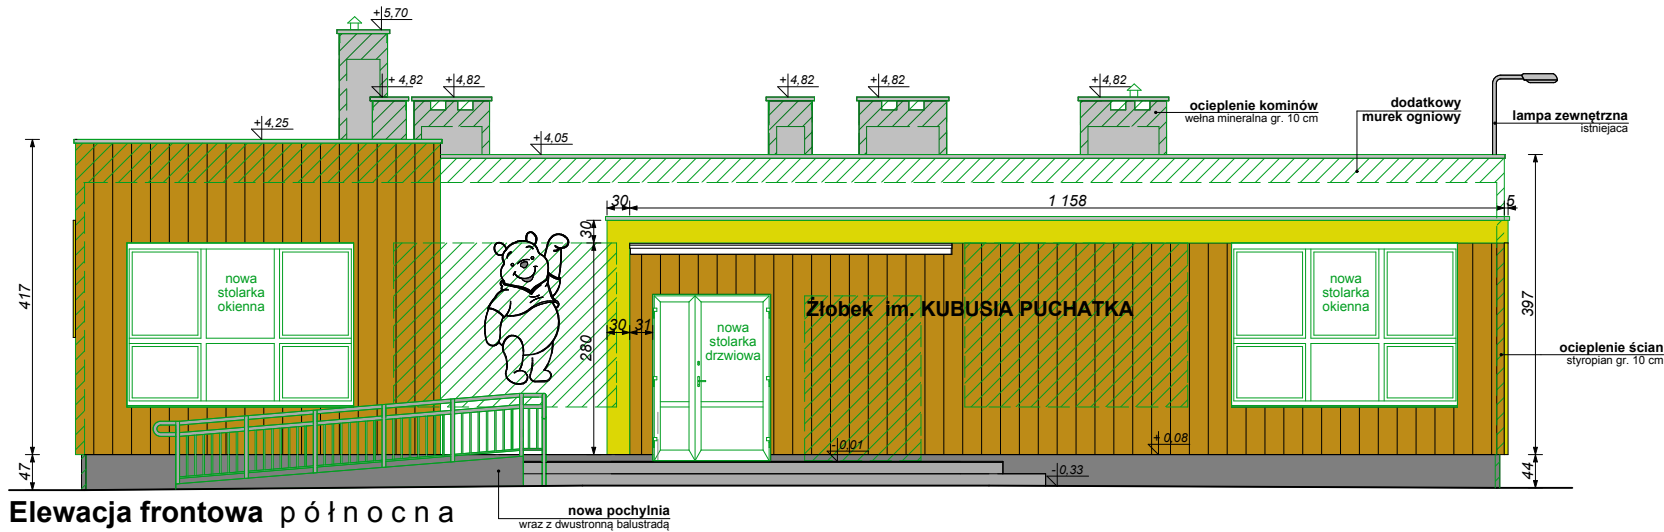 +5,70
+ 4,82
+4,82
+4,82
+4,82
+4,82
+4,25
+4,05
ocieplenie kominów
wełna mineralna gr. 10 cm
dodatkowy
murek ogniowy
lampa zewnętrzna
istniejaca
30
1 158
5
30
417
nowa
stolarka
okienna
280
30
31
nowa
stolarka
drzwiowa
Żłobek im. KUBUSIA PUCHATKA
nowa
stolarka
okienna
397
ocieplenie ścian
styropian gr. 10 cm
- 0,01
+ 0,08
- 0,33
47
44
nowa pochylnia
wraz z dwustronną balustradą
Elewacja frontowa północna